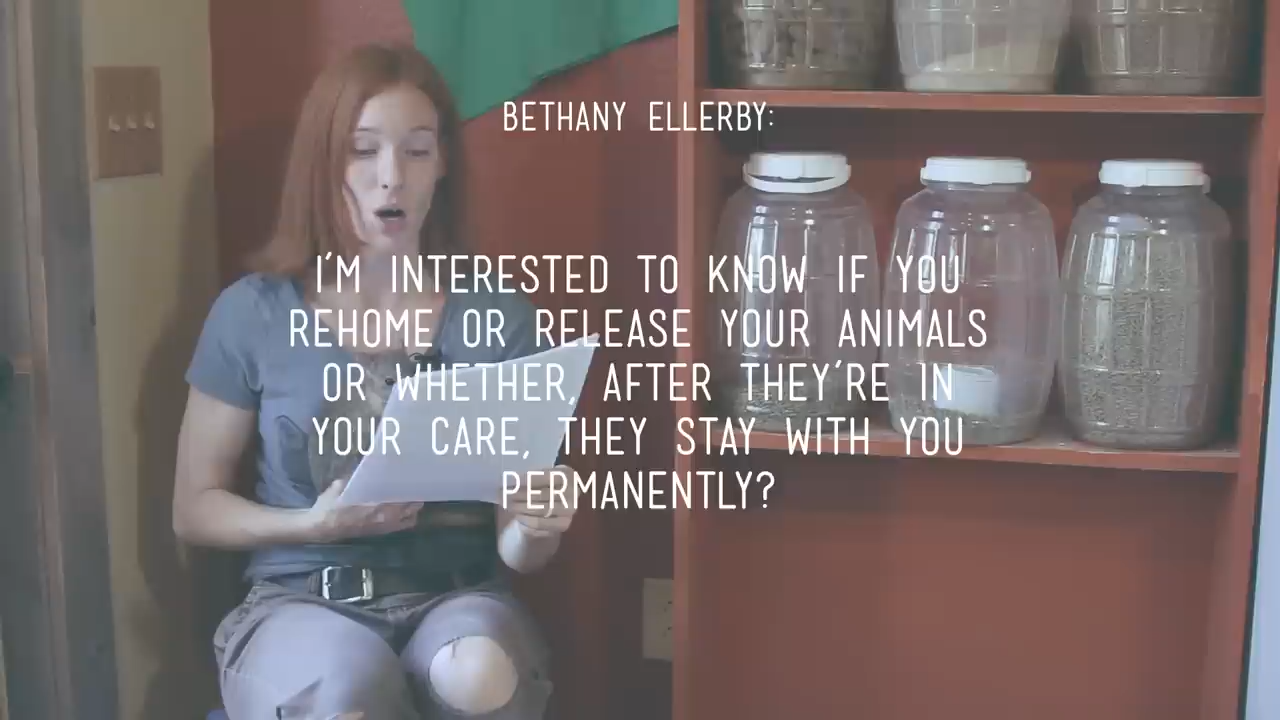 BETHANY ELLERBY:
I'M INTERESTED TO KNOW IF YOU
REHOME OR RELEASE YOUR ANIMALS
OR WHETHER, AFTER THEY'RE IN
YOUR CARE, THEY STAY WITH YOU
PERMANENTLY?